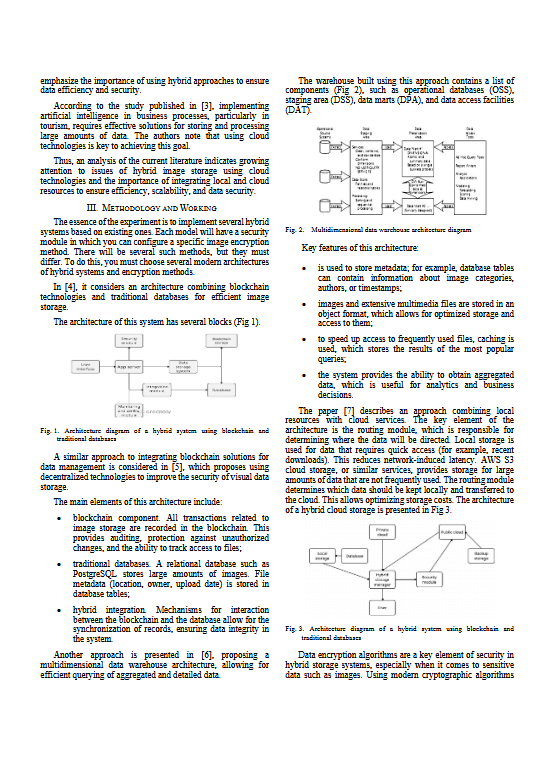 emphasize the importance of using hybrid approaches to ensure
data efficiency and security.
According to the study published in [3], implementing
artificial intelligence in business processes, particularly in
tourism, requires effective solutions for storing and processing
large amounts of data. The authors note that using cloud
technologies is key to achieving this goal.
Thus, an analysis of the current literature indicates growing
attention to issues of hybrid image storage using cloud
technologies and the importance of integrating local and cloud
resources to ensure efficiency, scalability, and data security.
III. METHODOLOGY AND WORKING
The essence of the experiment is to implement several hybrid
systems based on existing ones. Each model will have a security
module in which you can configure a specific image encryption
method. There will be several such methods, but they must
differ. To do this, you must choose several modern architectures
of hybrid systems and encryption methods.
In [4], it considers an architecture combining blockchain
technologies and traditional databases for efficient image
storage.
The architecture of this system has several blocks (Fig 1).
Security
module
App server
Data
storage
system
Integration
module
Database
Fig. 1. Architecture diagram of a hybrid system using blockchain and
traditional databases
A similar approach to integrating blockchain solutions for
data management is considered in [5], which proposes using
decentralized technologies to improve the security of visual data
storage.
The main elements of this architecture include:
• blockchain component. All transactions related to
image storage are recorded in the blockchain. This
provides auditing, protection against unauthorized
changes, and the ability to track access to files;
• traditional databases. A relational database such as
PostgreSQL stores large amounts of images. File
metadata (location, owner, upload date) is stored in
database tables;
• hybrid integration. Mechanisms for interaction
between the blockchain and the database allow for the
synchronization of records, ensuring data integrity in
the system.
Another approach is presented in [6], proposing a
multidimensional data warehouse architecture, allowing for
efficient querying of aggregated and detailed data.
The warehouse built using this approach contains a list of
components (Fig 2), such as operational databases (OSS),
staging area (DSS), data marts (DPA), and data access facilities
(DAT).
Fig. 2. Multidimensional data warehouse architecture diagram
Key features of this architecture:
• is used to store metadata; for example, database tables
can contain information about image categories,
authors, or timestamps;
• images and extensive multimedia files are stored in an
object format, which allows for optimized storage and
access to them;
• to speed up access to frequently used files, caching is
used, which stores the results of the most popular
queries;
• the system provides the ability to obtain aggregated
data, which is useful for analytics and business
decisions.
The paper [7] describes an approach combining local
resources with cloud services. The key element of the
architecture is the routing module, which is responsible for
determining where the data will be directed. Local storage is
used for data that requires quick access (for example, recent
downloads). This reduces network-induced latency. AWS S3
cloud storage, or similar services, provides storage for large
amounts of data that are not frequently used. The routing module
determines which data should be kept locally and transferred to
the cloud. This allows optimizing storage costs. The architecture
of a hybrid cloud storage is presented in Fig 3.
Private
cloud
Public cloud
Local
storage
Database
Backup
storage
Hybrid
storage
manager
Security
module
User
Fig. 3. Architecture diagram of a hybrid system using blockchain and
traditional databases
Data encryption algorithms are a key element of security in
hybrid storage systems, especially when it comes to sensitive
data such as images. Using modern cryptographic algorithms